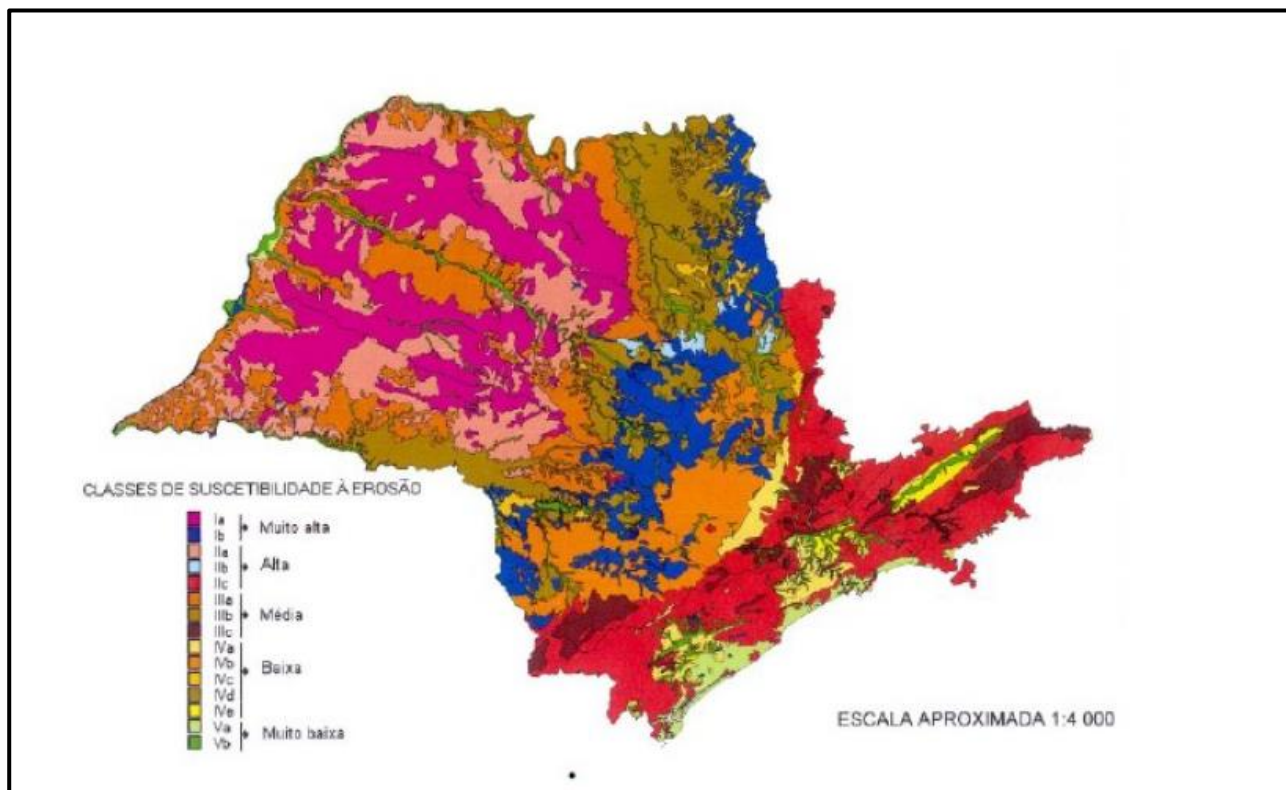 CLASSES DE SUSCETIBILIDADE À EROSÃO
Ia
Ib
Muito alta
IIa
IIb
IIc
Alta
IIIa
IIIb
IIIc
Média
IVa
IVb
IVc
IVd
IVe
Baixa
Va
Vb
Muito baixa
ESCALA APROXIMADA 1:4 000